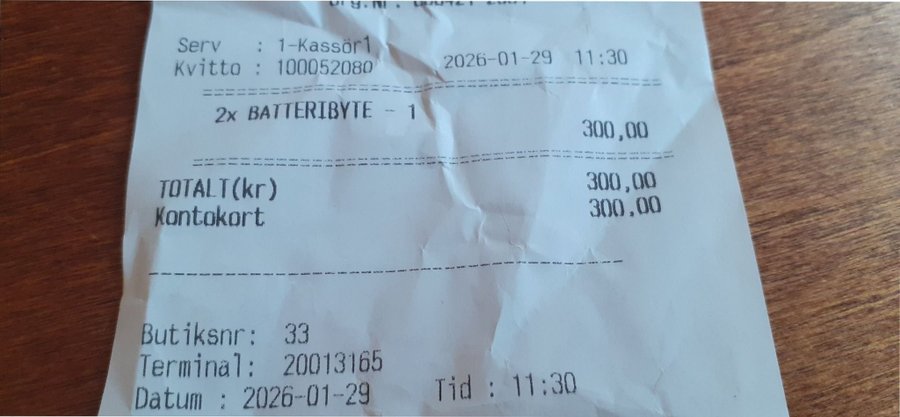 Serv : 1-Kassör1
Kvitto : 100052080 2026-01-29 11:30
2x BATTERIBYTE - 1
300,00
TOTALT(kr) 300,00
Kontokort 300,00
Butiksnr: 33
Terminal: 20013165
Datum : 2026-01-29 Tid : 11:30